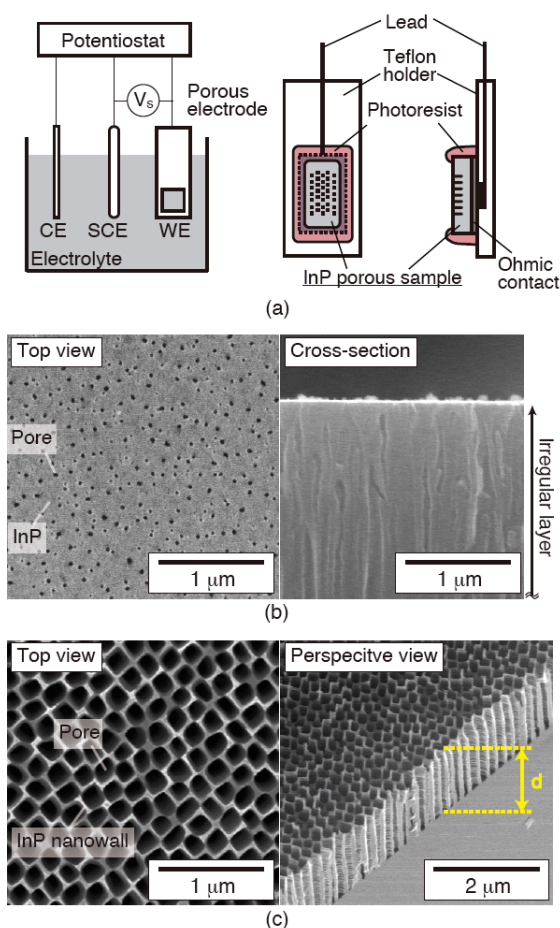 Potentiostat
Vs
Porous
electrode
CE
SCE
WE
Electrolyte
Lead
Teflon
holder
Photoresist
InP porous sample
Ohmic
contact
(a)
Top view
Pore
InP
1 μm
Cross-section
Irregular layer
1 μm
(b)
Top view
Pore
InP nanowall
1 μm
Perspecitve view
d
2 μm
(c)